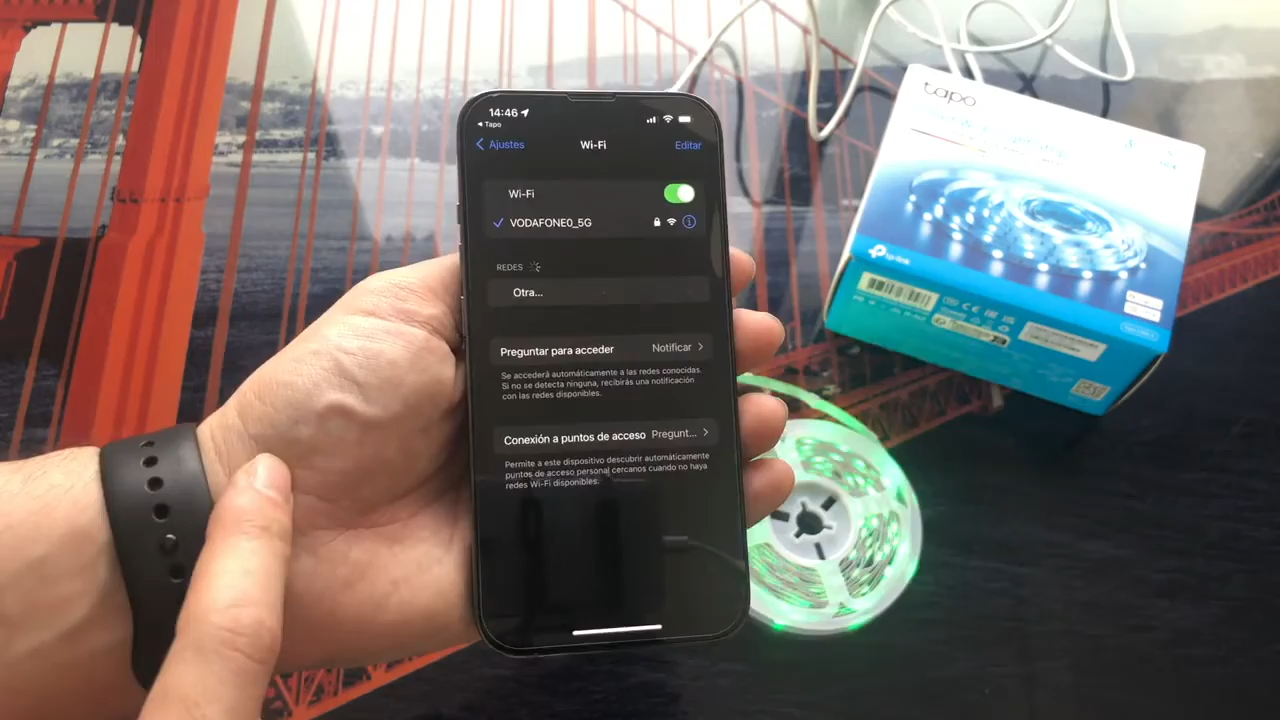 14:46
Tapo
Ajustes
Wi-Fi
Editar
Wi-Fi
VODAFONE0_5G
REDES
Otra...
Preguntar para acceder
Notificar
Se accederá automáticamente a las redes conocidas.
Si no se detecta ninguna, recibirás una notificación
con las redes disponibles.
Conexión a puntos de acceso
Pregunt...
Permite a este dispositivo descubrir automáticamente
puntos de acceso personal cercanos cuando no haya
redes Wi-Fi disponibles.
tapo
tp-link